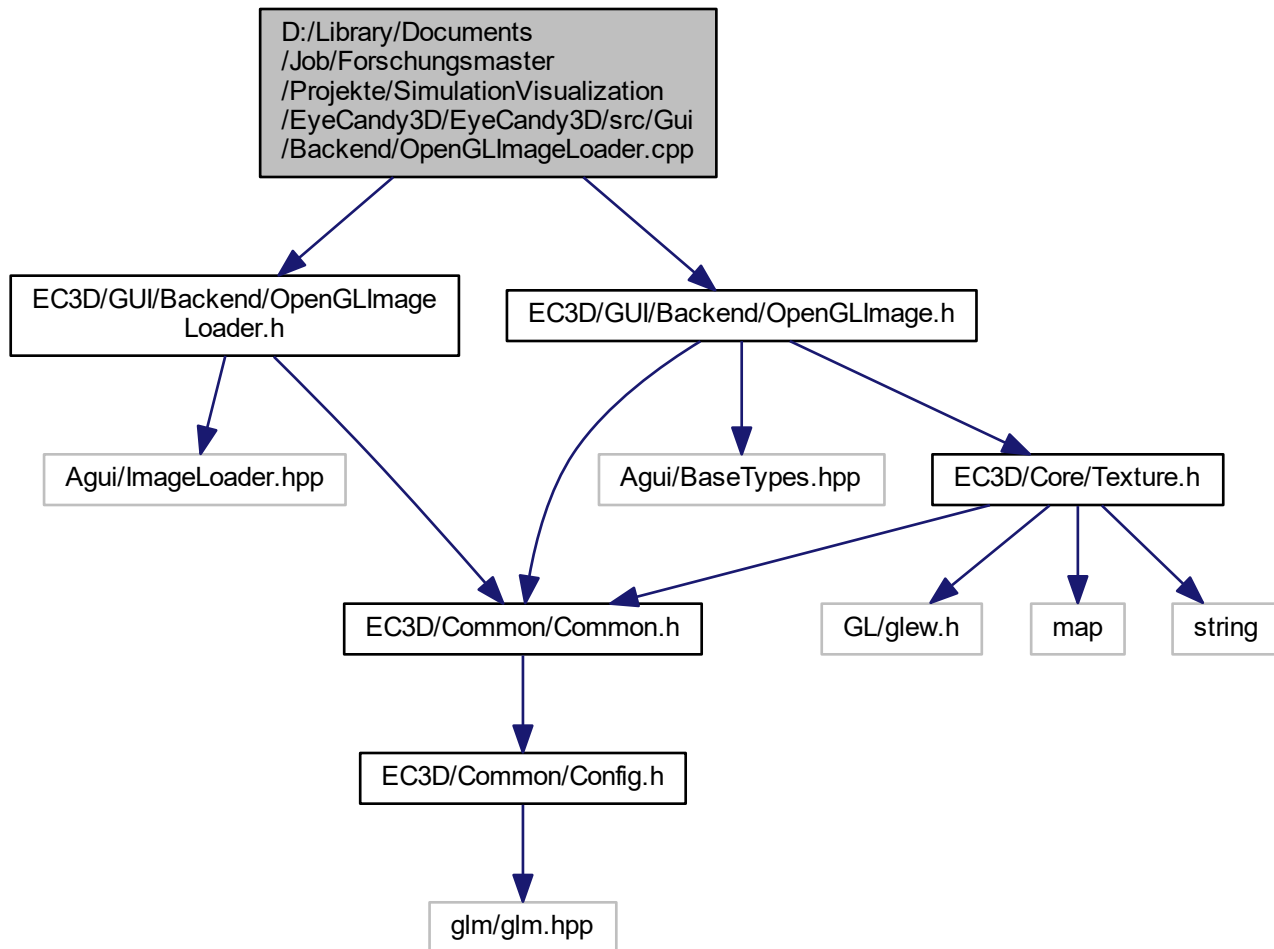 D:/Library/Documents
/Job/Forschungsmaster
/Projekte/SimulationVisualization
/EyeCandy3D/EyeCandy3D/src/Gui
/Backend/OpenGLImageLoader.cpp
EC3D/GUI/Backend/OpenGLImage
Loader.h
EC3D/GUI/Backend/OpenGLImage.h
Agui/ImageLoader.hpp
Agui/BaseTypes.hpp
EC3D/Core/Texture.h
EC3D/Common/Common.h
GL/glew.h
map
string
EC3D/Common/Config.h
glm/glm.hpp